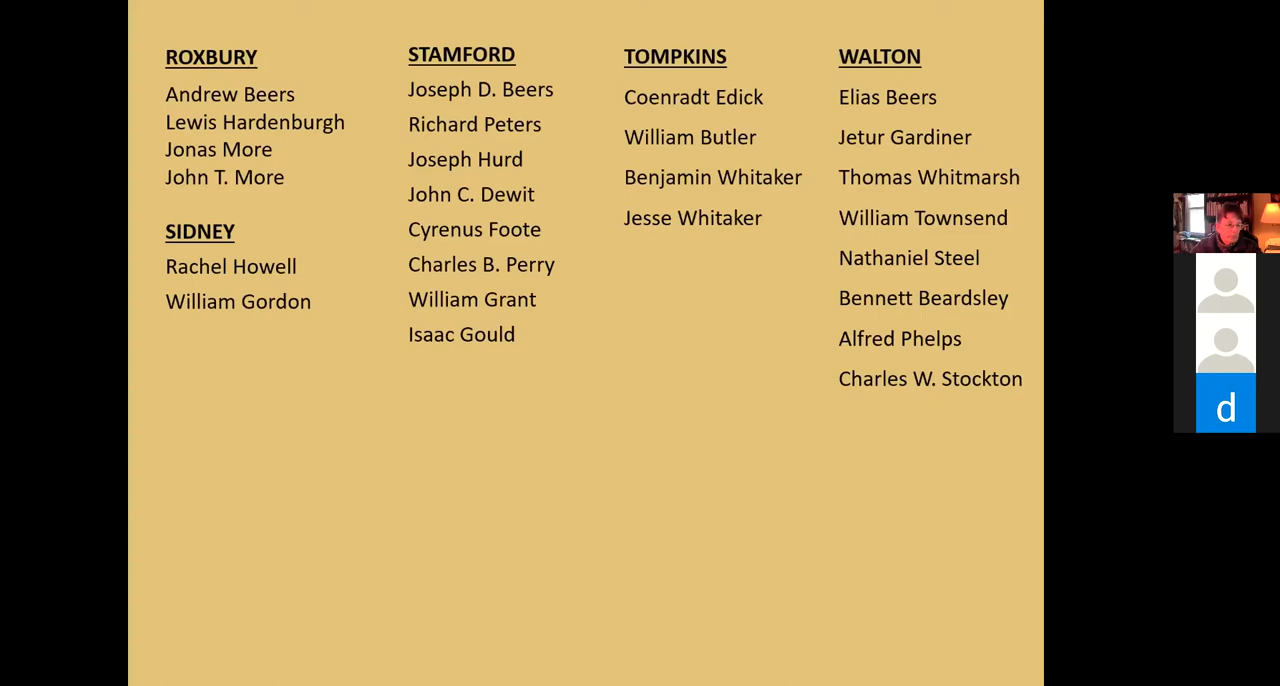 ROXBURY
Andrew Beers
Lewis Hardenburgh
Jonas More
John T. More
SIDNEY
Rachel Howell
William Gordon
STAMFORD
Joseph D. Beers
Richard Peters
Joseph Hurd
John C. Dewit
Cyrenus Foote
Charles B. Perry
William Grant
Isaac Gould
TOMPKINS
Coenradt Edick
William Butler
Benjamin Whitaker
Jesse Whitaker
WALTON
Elias Beers
Jetur Gardiner
Thomas Whitmarsh
William Townsend
Nathaniel Steel
Bennett Beardsley
Alfred Phelps
Charles W. Stockton
d